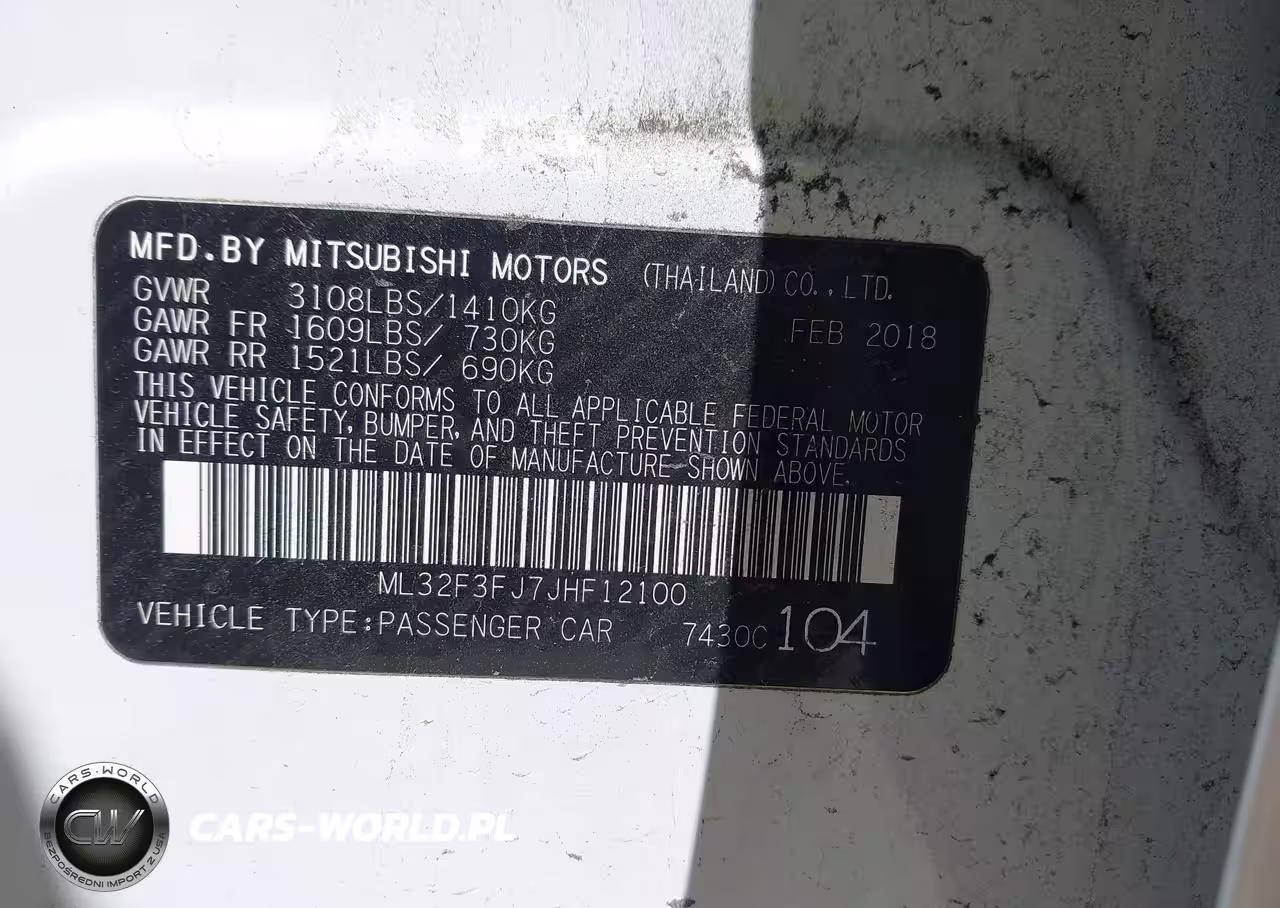 MFD.BY MITSUBISHI MOTORS (THAILAND) CO., LTD.
GVWR 3108LBS/1410KG
GAWR FR 1609LBS/ 730KG FEB 2018
GAWR RR 1521LBS/ 690KG
THIS VEHICLE CONFORMS TO ALL APPLICABLE FEDERAL MOTOR
VEHICLE SAFETY, BUMPER, AND THEFT PREVENTION STANDARDS
IN EFFECT ON THE DATE OF MANUFACTURE SHOWN ABOVE.
ML32F3FJ7JHF12100
VEHICLE TYPE:PASSENGER CAR 7430C 104
CARS-WORLD
CW
BEZPOŚREDNI IMPORT Z USA
CARS-WORLD.PL